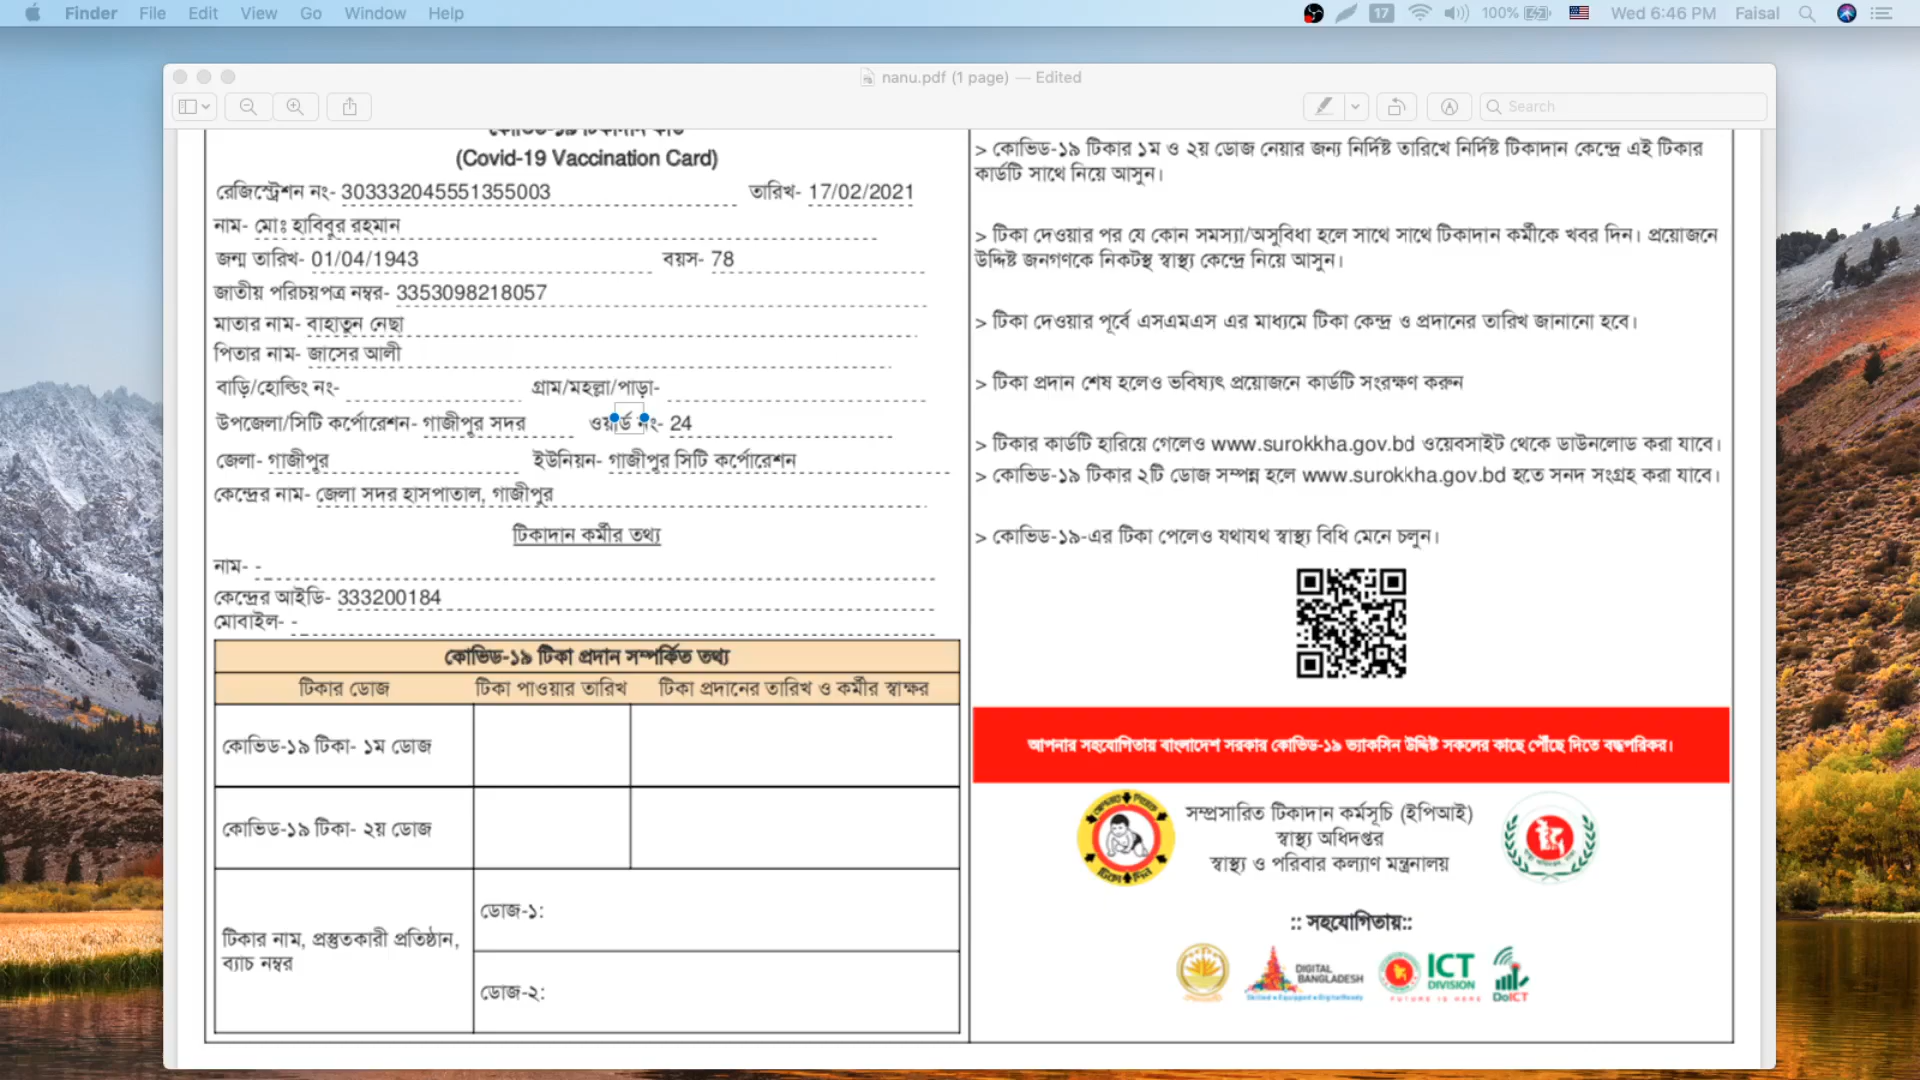 Finder File Edit View Go Window Help
17 100% Wed 6:46 PM Faisal
nanu.pdf (1 page) — Edited
Search
কোভিড-১৯ টিকাদান কার্ড
(Covid-19 Vaccination Card)
রেজিস্ট্রেশন নং- 303332045551355003 তারিখ- 17/02/2021
নাম- মোঃ হাবিবুর রহমান
জন্ম তারিখ- 01/04/1943 বয়স- 78
জাতীয় পরিচয়পত্র নম্বর- 3353098218057
মাতার নাম- বাহাতুন নেছা
পিতার নাম- জাসের আলী
বাড়ি/হোল্ডিং নং- গ্রাম/মহল্লা/পাড়া-
উপজেলা/সিটি কর্পোরেশন- গাজীপুর সদর ওয়ার্ড নং- 24
জেলা- গাজীপুর ইউনিয়ন- গাজীপুর সিটি কর্পোরেশন
কেন্দ্রের নাম- জেলা সদর হাসপাতাল, গাজীপুর
টিকাদান কর্মীর তথ্য
নাম- -
কেন্দ্রের আইডি- 333200184
মোবাইল- -
কোভিড-১৯ টিকা প্রদান সম্পর্কিত তথ্য
টিকার ডোজ টিকা পাওয়ার তারিখ টিকা প্রদানের তারিখ ও কর্মীর স্বাক্ষর
কোভিড-১৯ টিকা- ১ম ডোজ
কোভিড-১৯ টিকা- ২য় ডোজ
টিকার নাম, প্রস্তুতকারী প্রতিষ্ঠান,
ব্যাচ নম্বর
ডোজ-১:
ডোজ-২:
> কোভিড-১৯ টিকার ১ম ও ২য় ডোজ নেয়ার জন্য নির্দিষ্ট তারিখে নির্দিষ্ট টিকাদান কেন্দ্রে এই টিকার
কার্ডটি সাথে নিয়ে আসুন।
> টিকা দেওয়ার পর যে কোন সমস্যা/অসুবিধা হলে সাথে সাথে টিকাদান কর্মীকে খবর দিন। প্রয়োজনে
উদ্দিষ্ট জনগণকে নিকটস্থ স্বাস্থ্য কেন্দ্রে নিয়ে আসুন।
> টিকা দেওয়ার পূর্বে এসএমএস এর মাধ্যমে টিকা কেন্দ্র ও প্রদানের তারিখ জানানো হবে।
> টিকা প্রদান শেষ হলেও ভবিষ্যৎ প্রয়োজনে কার্ডটি সংরক্ষণ করুন
> টিকার কার্ডটি হারিয়ে গেলেও www.surokkha.gov.bd ওয়েবসাইট থেকে ডাউনলোড করা যাবে।
> কোভিড-১৯ টিকার ২টি ডোজ সম্পন্ন হলে www.surokkha.gov.bd হতে সনদ সংগ্রহ করা যাবে।
> কোভিড-১৯-এর টিকা পেলেও যথাযথ স্বাস্থ্য বিধি মেনে চলুন।
আপনার সহযোগিতায় বাংলাদেশ সরকার কোভিড-১৯ ভ্যাকসিন উদ্দিষ্ট সকলের কাছে পৌঁছে দিতে বদ্ধপরিকর।
সম্প্রসারিত টিকাদান কর্মসূচি (ইপিআই)
স্বাস্থ্য অধিদপ্তর
স্বাস্থ্য ও পরিবার কল্যাণ মন্ত্রনালয়
টিকা দিন
:: সহযোগিতায়::
DIGITAL
BANGLADESH
Skilled • Equipped • DigitalReady
ICT
DIVISION
FUTURE IS HERE
DoICT